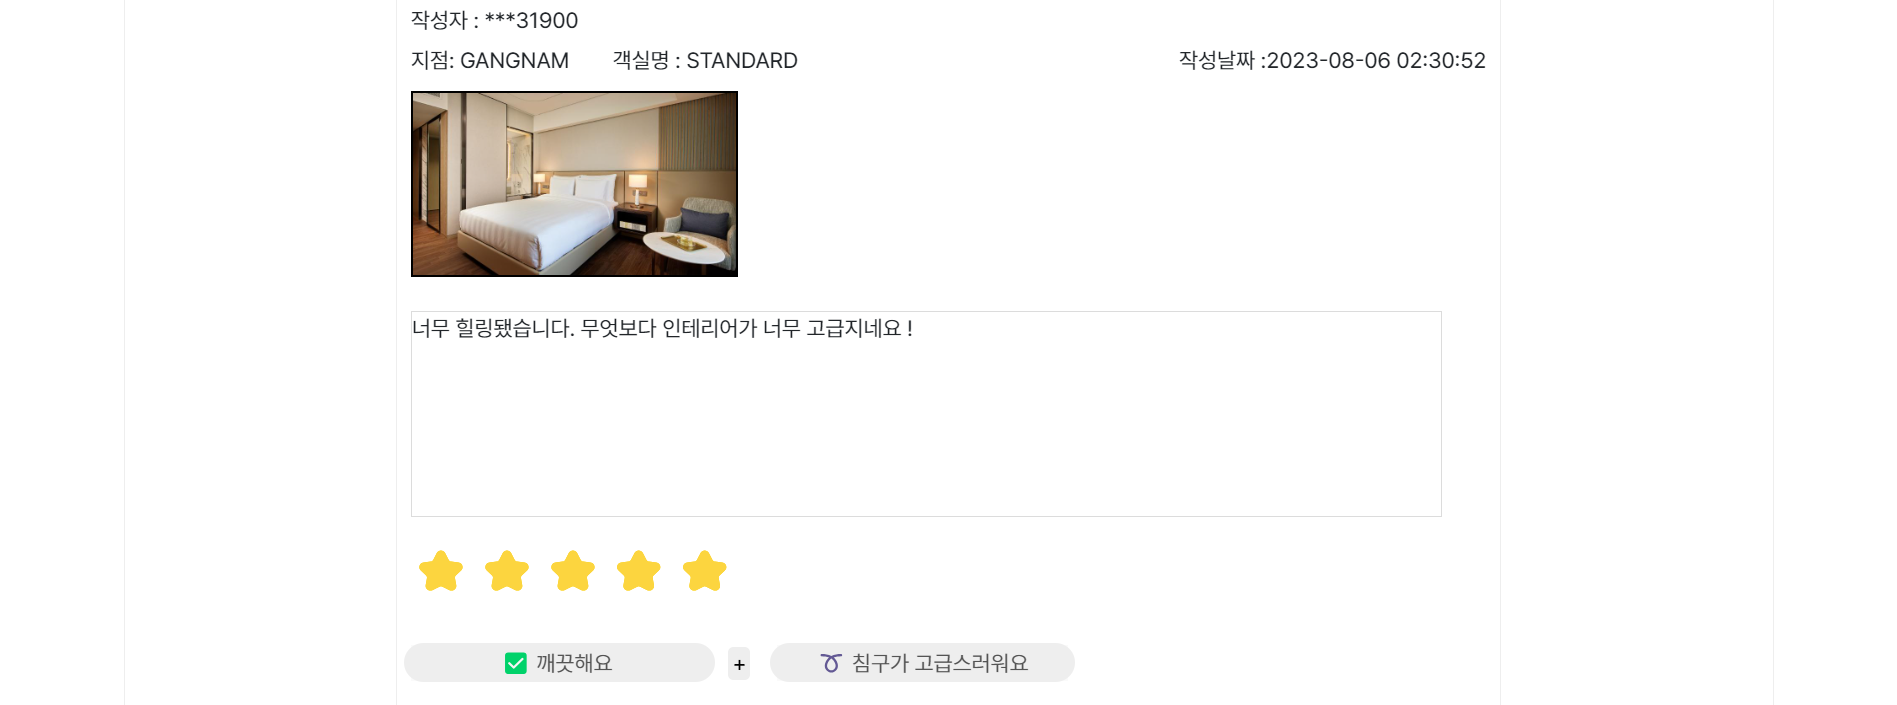 작성자 : ***31900
지점: GANGNAM 객실명 : STANDARD 작성날짜 :2023-08-06 02:30:52
너무 힐링됐습니다. 무엇보다 인테리어가 너무 고급지네요 !
✅ 깨끗해요 + ➰ 침구가 고급스러워요